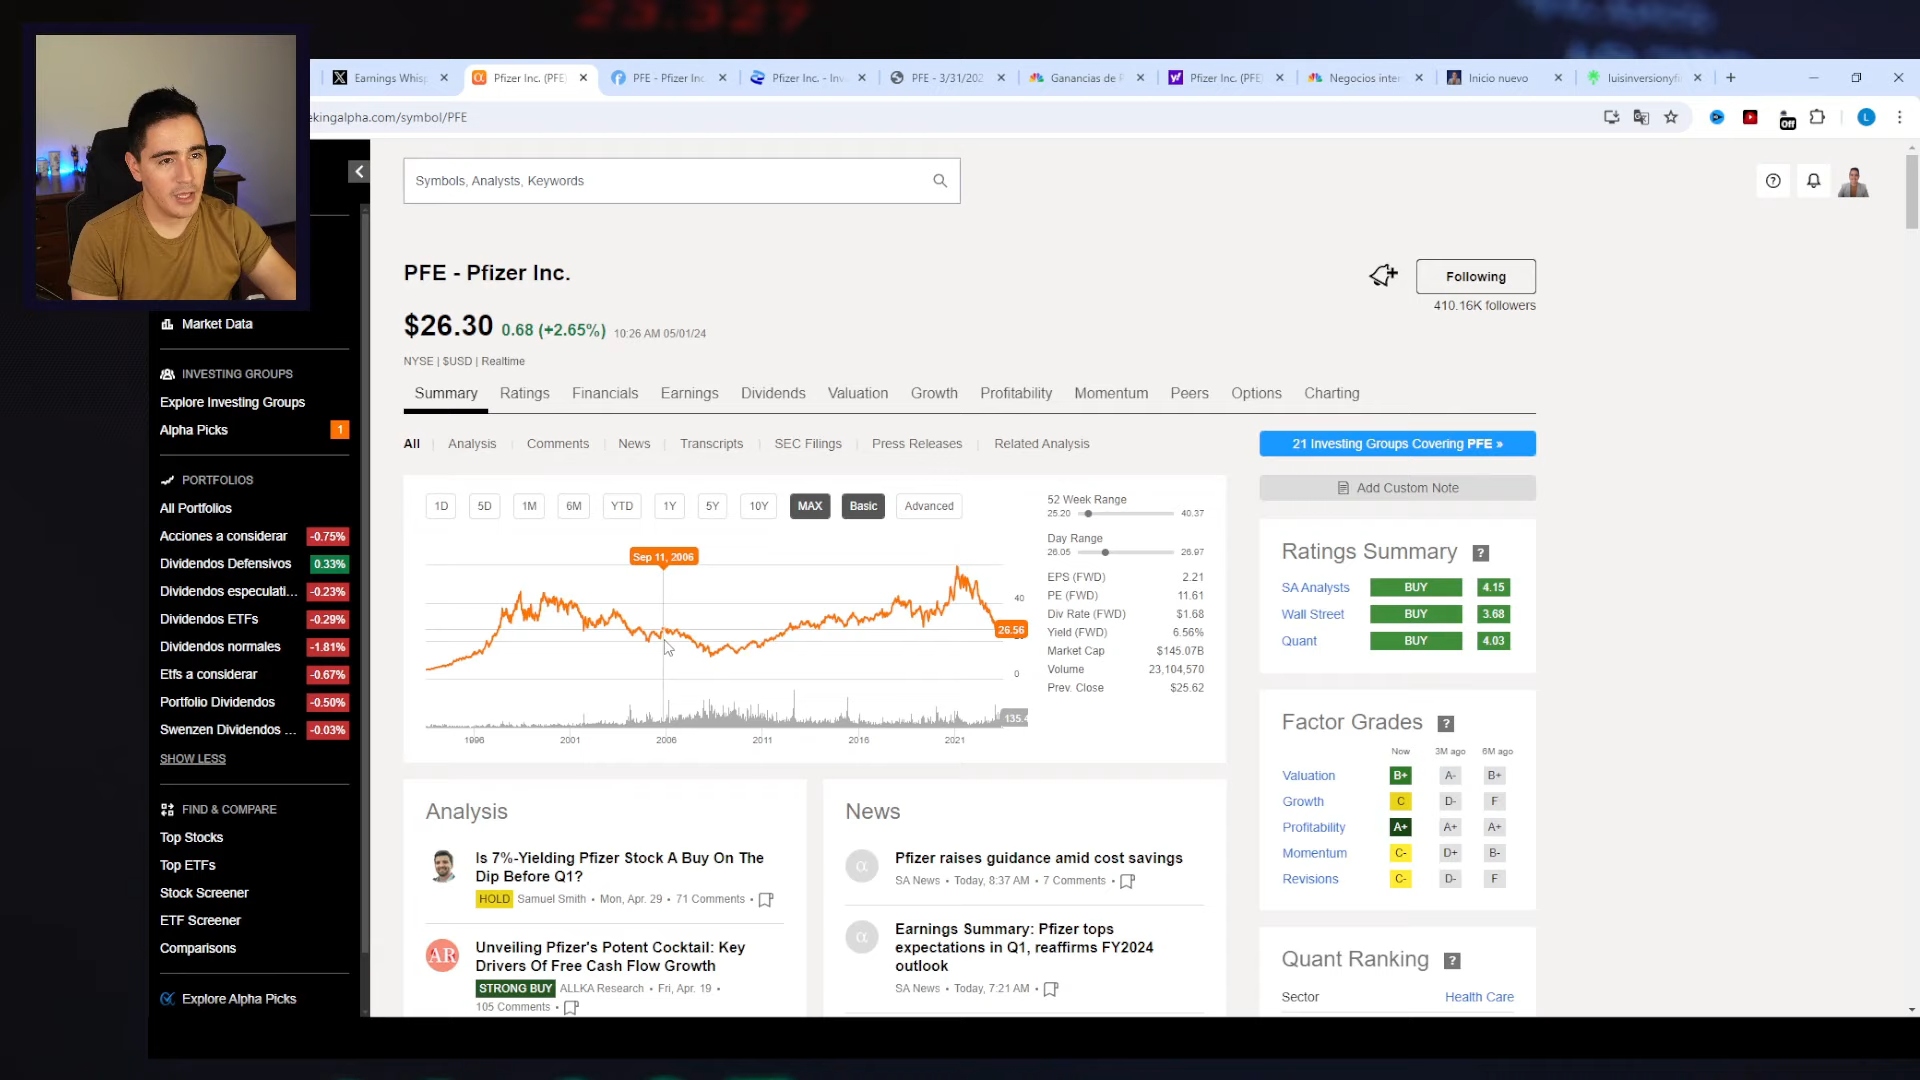 23.327
Earnings Whisp
Pfizer Inc. (PFE)
PFE - Pfizer Inc.
Pfizer Inc. - Inv
PFE - 3/31/202
Ganancias de P
Pfizer Inc. (PFE)
Negocios inter
Inicio nuevo
luisinversionyfi
ekingalpha.com/symbol/PFE
Off
L
Symbols, Analysts, Keywords
PFE - Pfizer Inc.
Following
410.16K followers
$26.30 0.68 (+2.65%) 10:26 AM 05/01/24
NYSE | $USD | Realtime
Summary Ratings Financials Earnings Dividends Valuation Growth Profitability Momentum Peers Options Charting
All Analysis Comments News Transcripts SEC Filings Press Releases Related Analysis
21 Investing Groups Covering PFE »
Add Custom Note
Market Data
INVESTING GROUPS
Explore Investing Groups
Alpha Picks 1
PORTFOLIOS
All Portfolios
Acciones a considerar -0.75%
Dividendos Defensivos 0.33%
Dividendos especulati... -0.23%
Dividendos ETFs -0.29%
Dividendos normales -1.81%
Etfs a considerar -0.67%
Portfolio Dividendos -0.50%
Swenzen Dividendos ... -0.03%
SHOW LESS
FIND & COMPARE
Top Stocks
Top ETFs
Stock Screener
ETF Screener
Comparisons
Explore Alpha Picks
1D 5D 1M 6M YTD 1Y 5Y 10Y MAX Basic Advanced
Sep 11, 2006
40
26.56
0
135.4
1996 2001 2006 2011 2016 2021
52 Week Range
25.20 40.37
Day Range
26.05 26.97
EPS (FWD) 2.21
PE (FWD) 11.61
Div Rate (FWD) $1.68
Yield (FWD) 6.56%
Market Cap $145.07B
Volume 23,104,570
Prev. Close $25.62
Ratings Summary ?
SA Analysts BUY 4.15
Wall Street BUY 3.68
Quant BUY 4.03
Factor Grades ?
Now 3M ago 6M ago
Valuation B+ A- B+
Growth C D- F
Profitability A+ A+ A+
Momentum C- D+ B-
Revisions C- D- F
Quant Ranking ?
Sector Health Care
Analysis
Is 7%-Yielding Pfizer Stock A Buy On The
Dip Before Q1?
HOLD Samuel Smith • Mon, Apr. 29 • 71 Comments •
AR
Unveiling Pfizer's Potent Cocktail: Key
Drivers Of Free Cash Flow Growth
STRONG BUY ALLKA Research • Fri, Apr. 19 •
105 Comments •
News
Pfizer raises guidance amid cost savings
SA News • Today, 8:37 AM • 7 Comments •
Earnings Summary: Pfizer tops
expectations in Q1, reaffirms FY2024
outlook
SA News • Today, 7:21 AM •